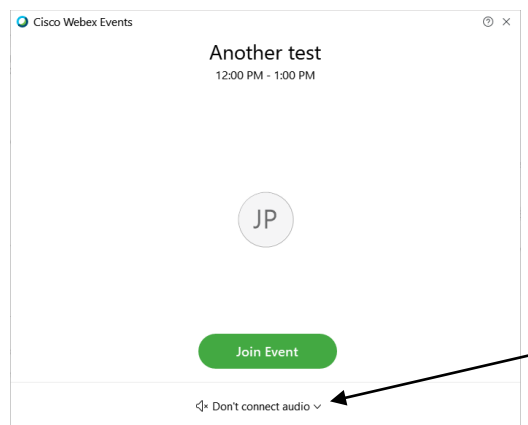 Cisco Webex Events
Another test
12:00 PM - 1:00 PM
JP
Join Event
Don't connect audio